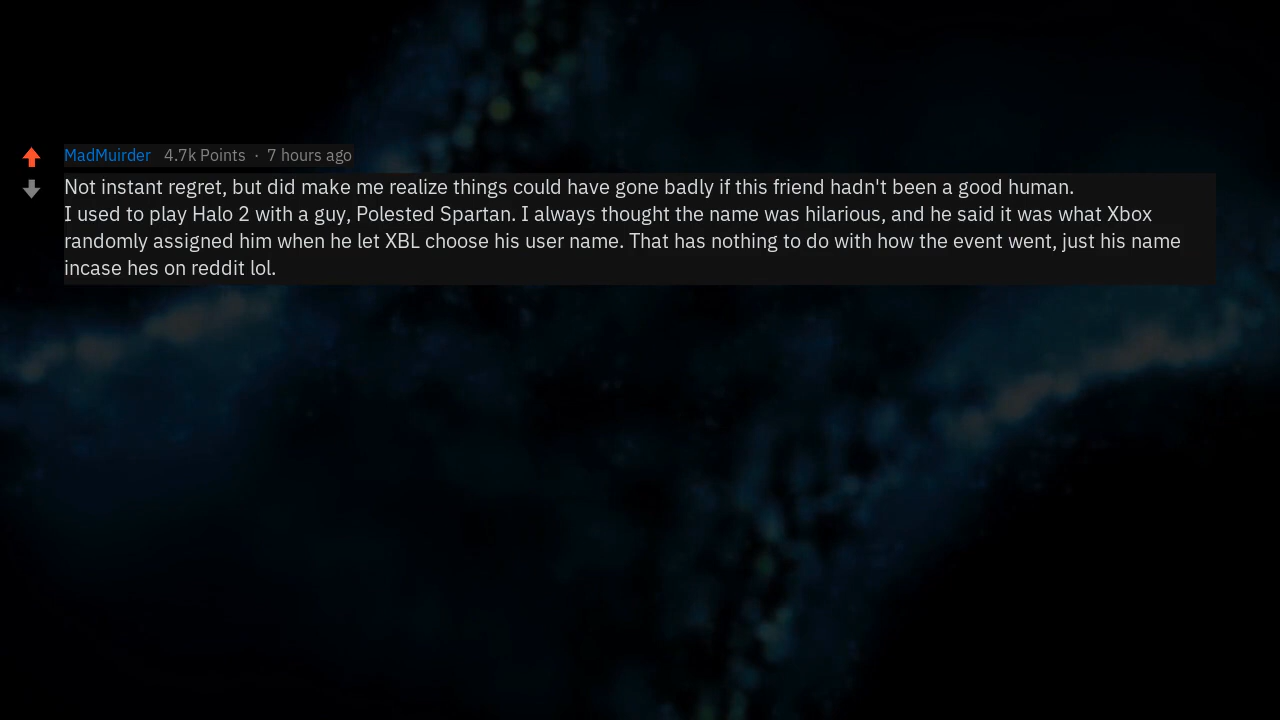 MadMuirder 4.7k Points · 7 hours ago
Not instant regret, but did make me realize things could have gone badly if this friend hadn't been a good human.
I used to play Halo 2 with a guy, Polested Spartan. I always thought the name was hilarious, and he said it was what Xbox
randomly assigned him when he let XBL choose his user name. That has nothing to do with how the event went, just his name
incase hes on reddit lol.